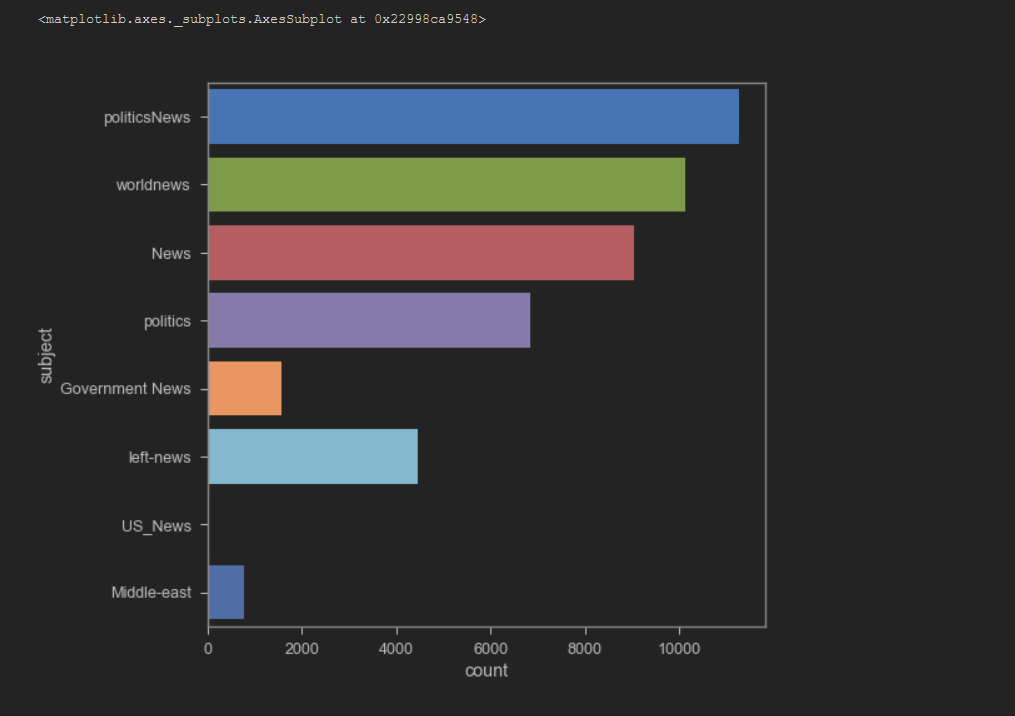 <matplotlib.axes._subplots.AxesSubplot at 0x22998ca9548>
politicsNews
worldnews
News
politics
subject
Government News
left-news
US_News
Middle-east
0 2000 4000 6000 8000 10000
count